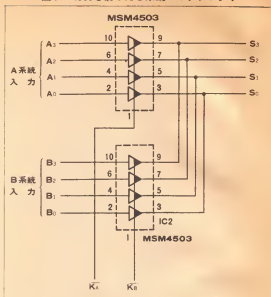 MSM4503
A₃ 10 9 S₃
A₂ 6 7 S₂
A系統
入力
A₁ 4 5 S₁
A₀ 2 3 S₀
1
B₃ 10 9
B₂ 6 7
B系統
入力
B₁ 4 5
B₀ 2 3
IC2
1 MSM4503
K_A K_B